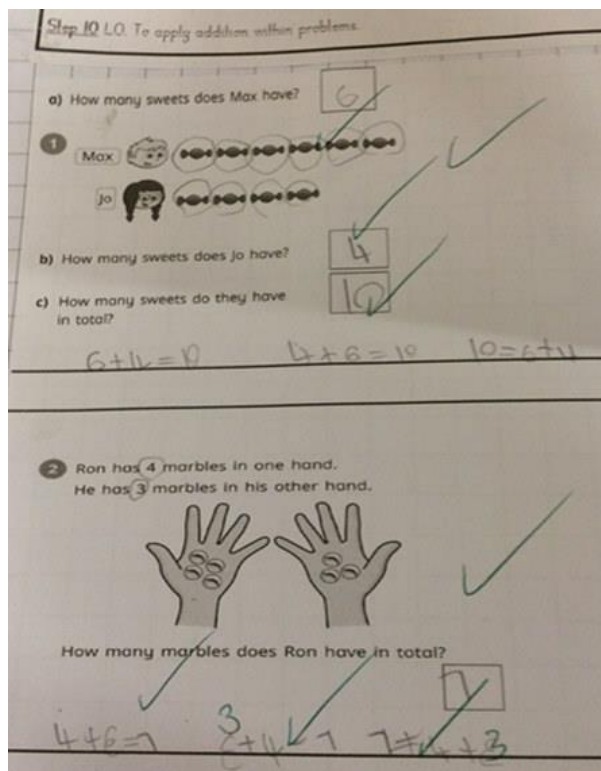 Step 10 LO. To apply addition within problems.
a) How many sweets does Max have? 6
1
Max
Jo
b) How many sweets does Jo have? 4
c) How many sweets do they have 10
in total?
6+4=10 4+6=10 10=6+4
2 Ron has 4 marbles in one hand.
He has 3 marbles in his other hand.
How many marbles does Ron have in total?
7
4+6=7 3+4=7 7=4+3